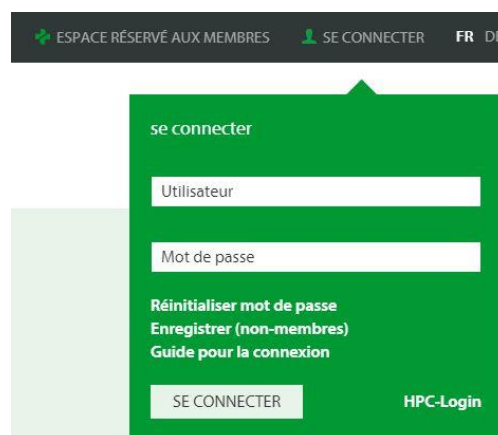 ESPACE RÉSERVÉ AUX MEMBRES SE CONNECTER FR
se connecter
Utilisateur
Mot de passe
Réinitialiser mot de passe
Enregistrer (non-membres)
Guide pour la connexion
SE CONNECTER HPC-Login